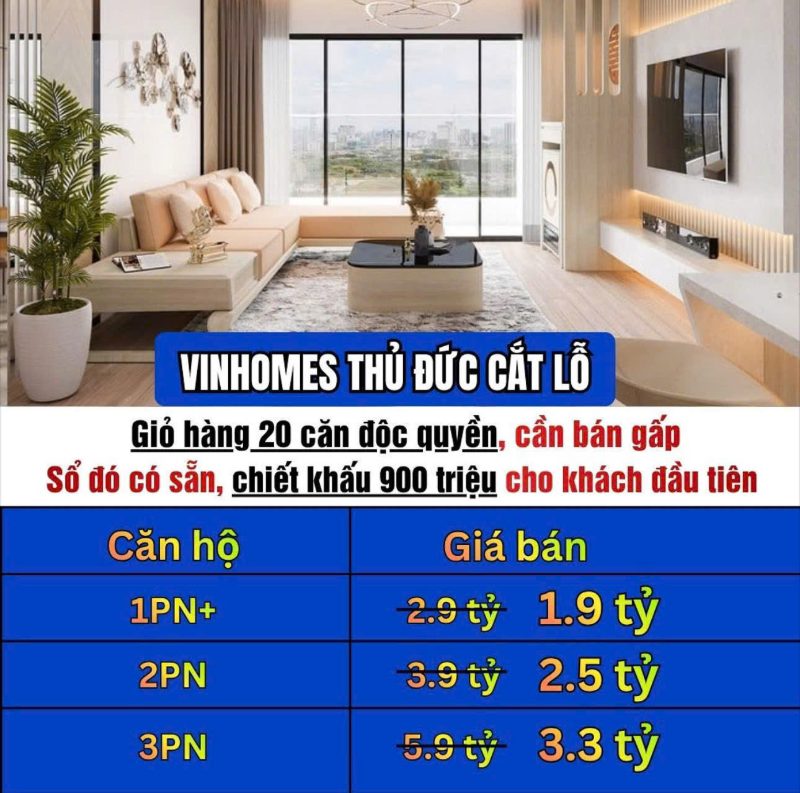 VINHOMES THỦ ĐỨC CẮT LỖ
Giỏ hàng 20 căn độc quyền, cần bán gấp
Sổ đó có sẵn, chiết khấu 900 triệu cho khách đầu tiên
Căn hộ Giá bán
1PN+ 2.9 tỷ 1.9 tỷ
2PN 3.9 tỷ 2.5 tỷ
3PN 5.9 tỷ 3.3 tỷ